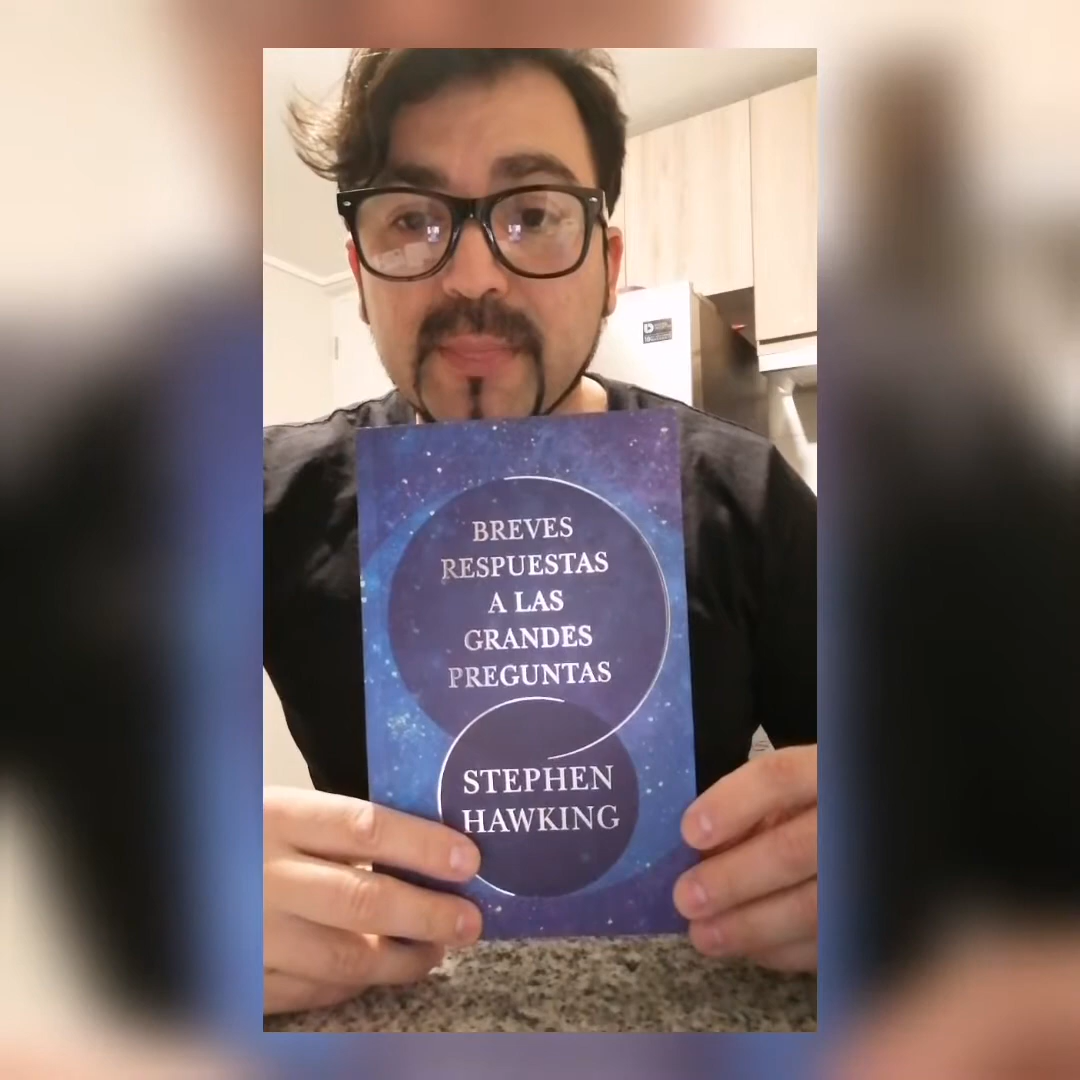 BREVES
RESPUESTAS
A LAS
GRANDES
PREGUNTAS
STEPHEN
HAWKING